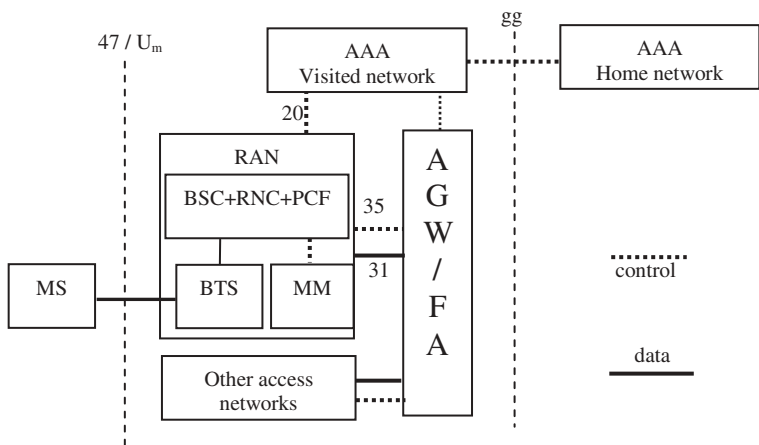 47 / Um
gg
AAA
Visited network
AAA
Home network
20
RAN
BSC+RNC+PCF
35
31
MS
BTS
MM
A
G
W
/
F
A
control
data
Other access
networks